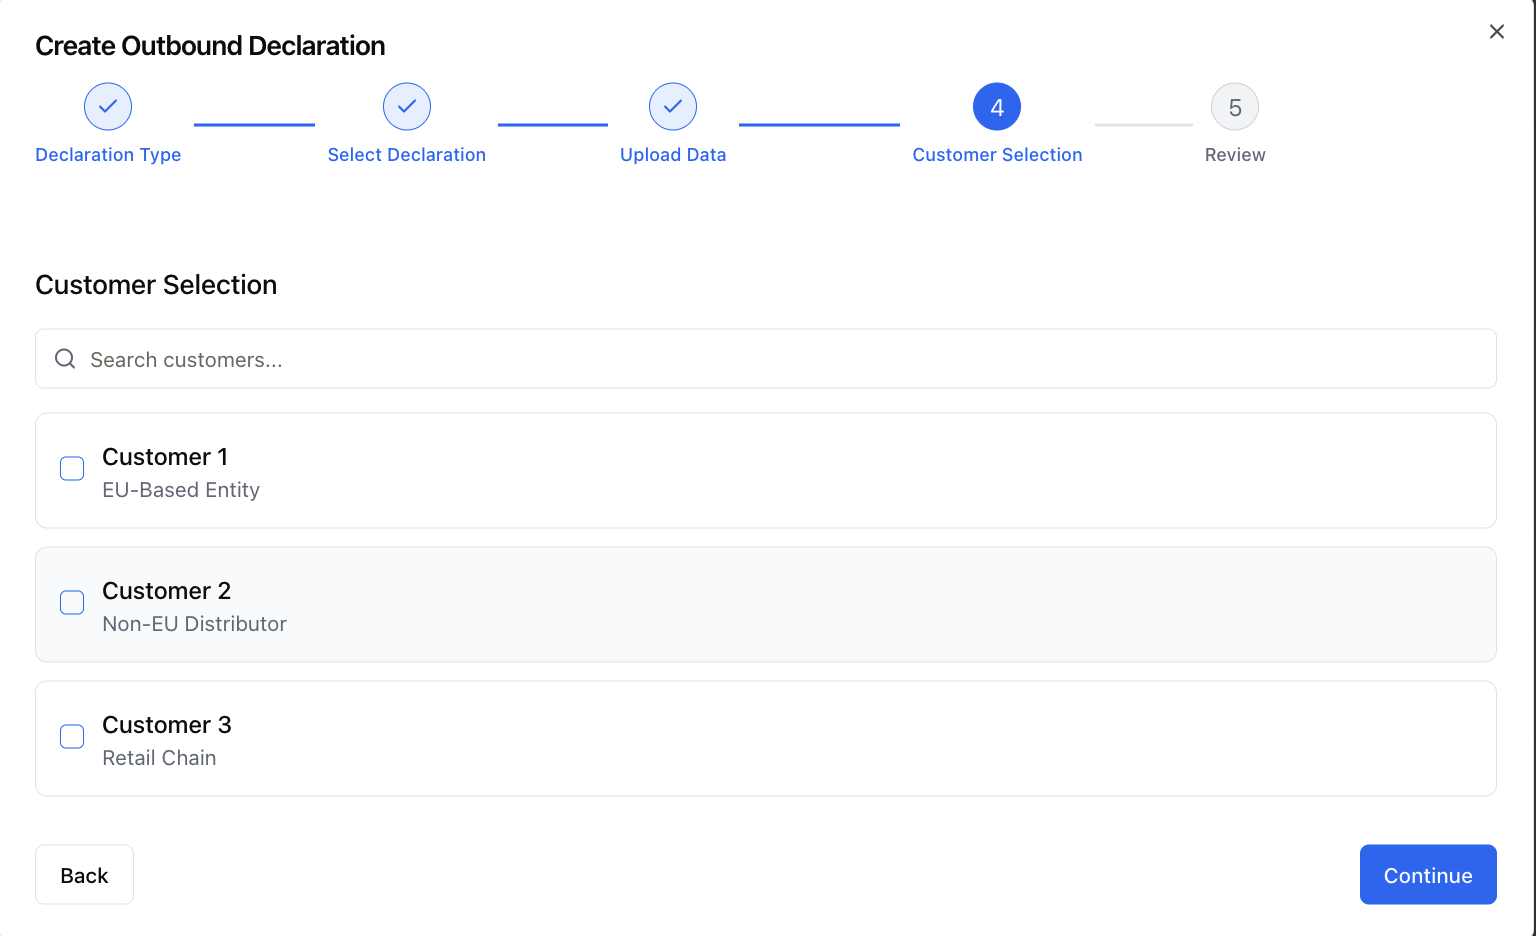 Create Outbound Declaration
Declaration Type
Select Declaration
Upload Data
4
Customer Selection
5
Review
Customer Selection
Search customers...
Customer 1
EU-Based Entity
Customer 2
Non-EU Distributor
Customer 3
Retail Chain
Back
Continue